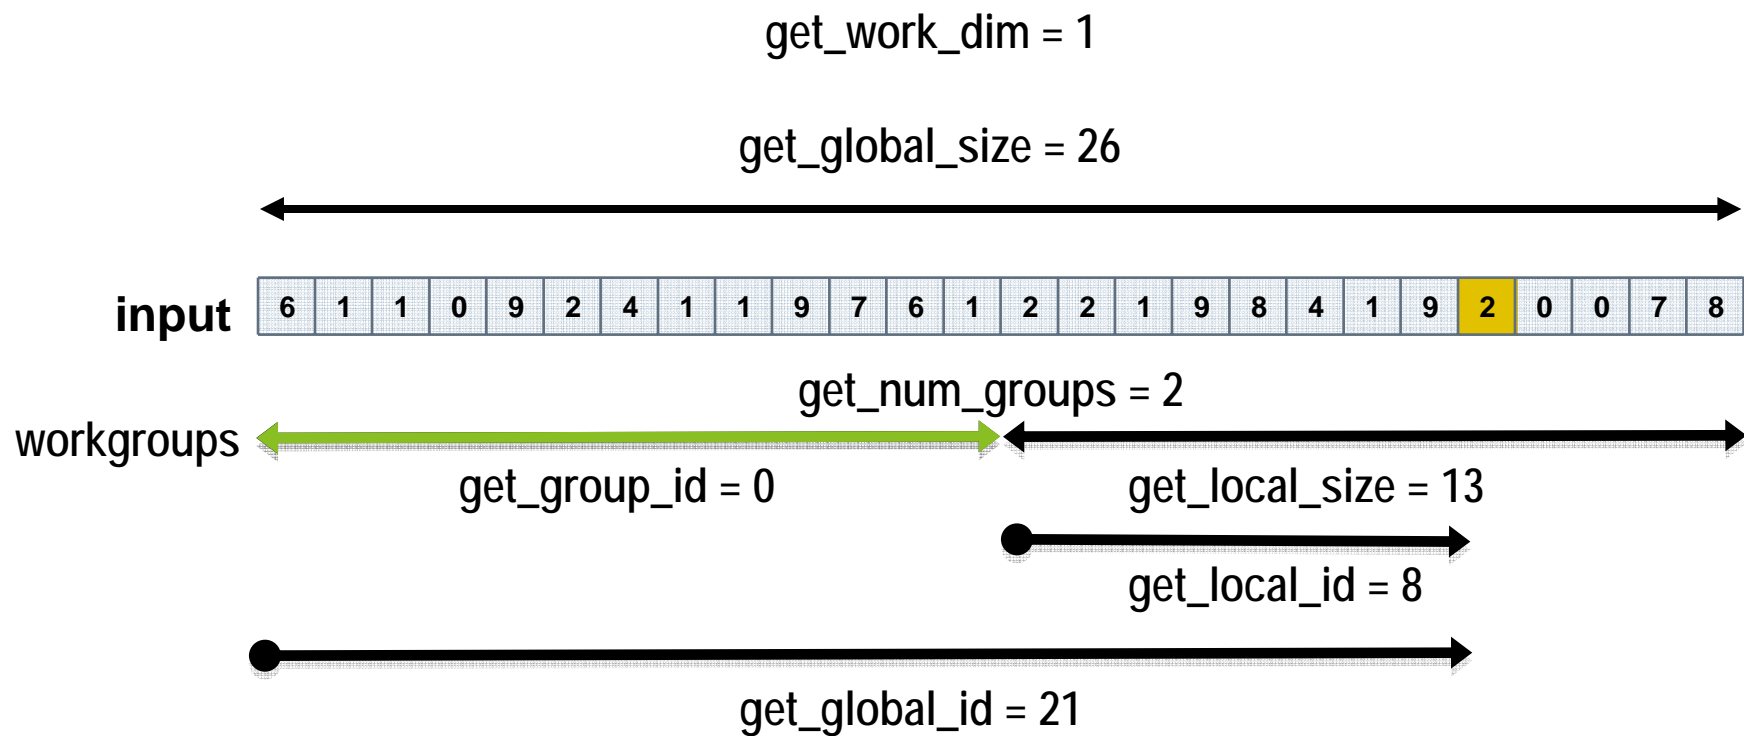 get_work_dim = 1
get_global_size = 26
input 6 1 1 0 9 2 4 1 1 9 7 6 1 2 2 1 9 8 4 1 9 2 0 0 7 8
get_num_groups = 2
workgroups
get_group_id = 0 get_local_size = 13
get_local_id = 8
get_global_id = 21